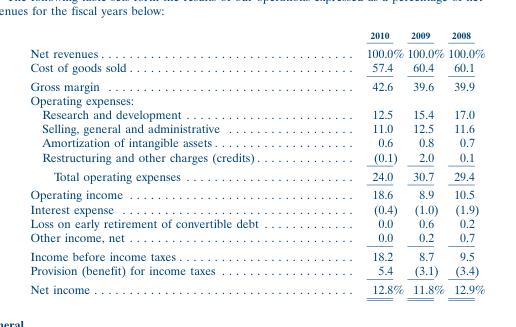 enues for the fiscal years below:
2010 2009 2008
Net revenues . . . . . . . . . . . . . . . . . . . . . . . . . . . . . . . . . . . 100.0% 100.0% 100.0%
Cost of goods sold . . . . . . . . . . . . . . . . . . . . . . . . . . . . . . . 57.4 60.4 60.1
Gross margin . . . . . . . . . . . . . . . . . . . . . . . . . . . . . . . . . . 42.6 39.6 39.9
Operating expenses:
Research and development . . . . . . . . . . . . . . . . . . . . . . . . 12.5 15.4 17.0
Selling, general and administrative . . . . . . . . . . . . . . . . . . 11.0 12.5 11.6
Amortization of intangible assets . . . . . . . . . . . . . . . . . . . . 0.6 0.8 0.7
Restructuring and other charges (credits) . . . . . . . . . . . . . . (0.1) 2.0 0.1
Total operating expenses . . . . . . . . . . . . . . . . . . . . . . . . 24.0 30.7 29.4
Operating income . . . . . . . . . . . . . . . . . . . . . . . . . . . . . . . 18.6 8.9 10.5
Interest expense . . . . . . . . . . . . . . . . . . . . . . . . . . . . . . . . (0.4) (1.0) (1.9)
Loss on early retirement of convertible debt . . . . . . . . . . . . . 0.0 0.6 0.2
Other income, net . . . . . . . . . . . . . . . . . . . . . . . . . . . . . . . 0.0 0.2 0.7
Income before income taxes . . . . . . . . . . . . . . . . . . . . . . . . 18.2 8.7 9.5
Provision (benefit) for income taxes . . . . . . . . . . . . . . . . . . . 5.4 (3.1) (3.4)
Net income . . . . . . . . . . . . . . . . . . . . . . . . . . . . . . . . . . . . 12.8% 11.8% 12.9%